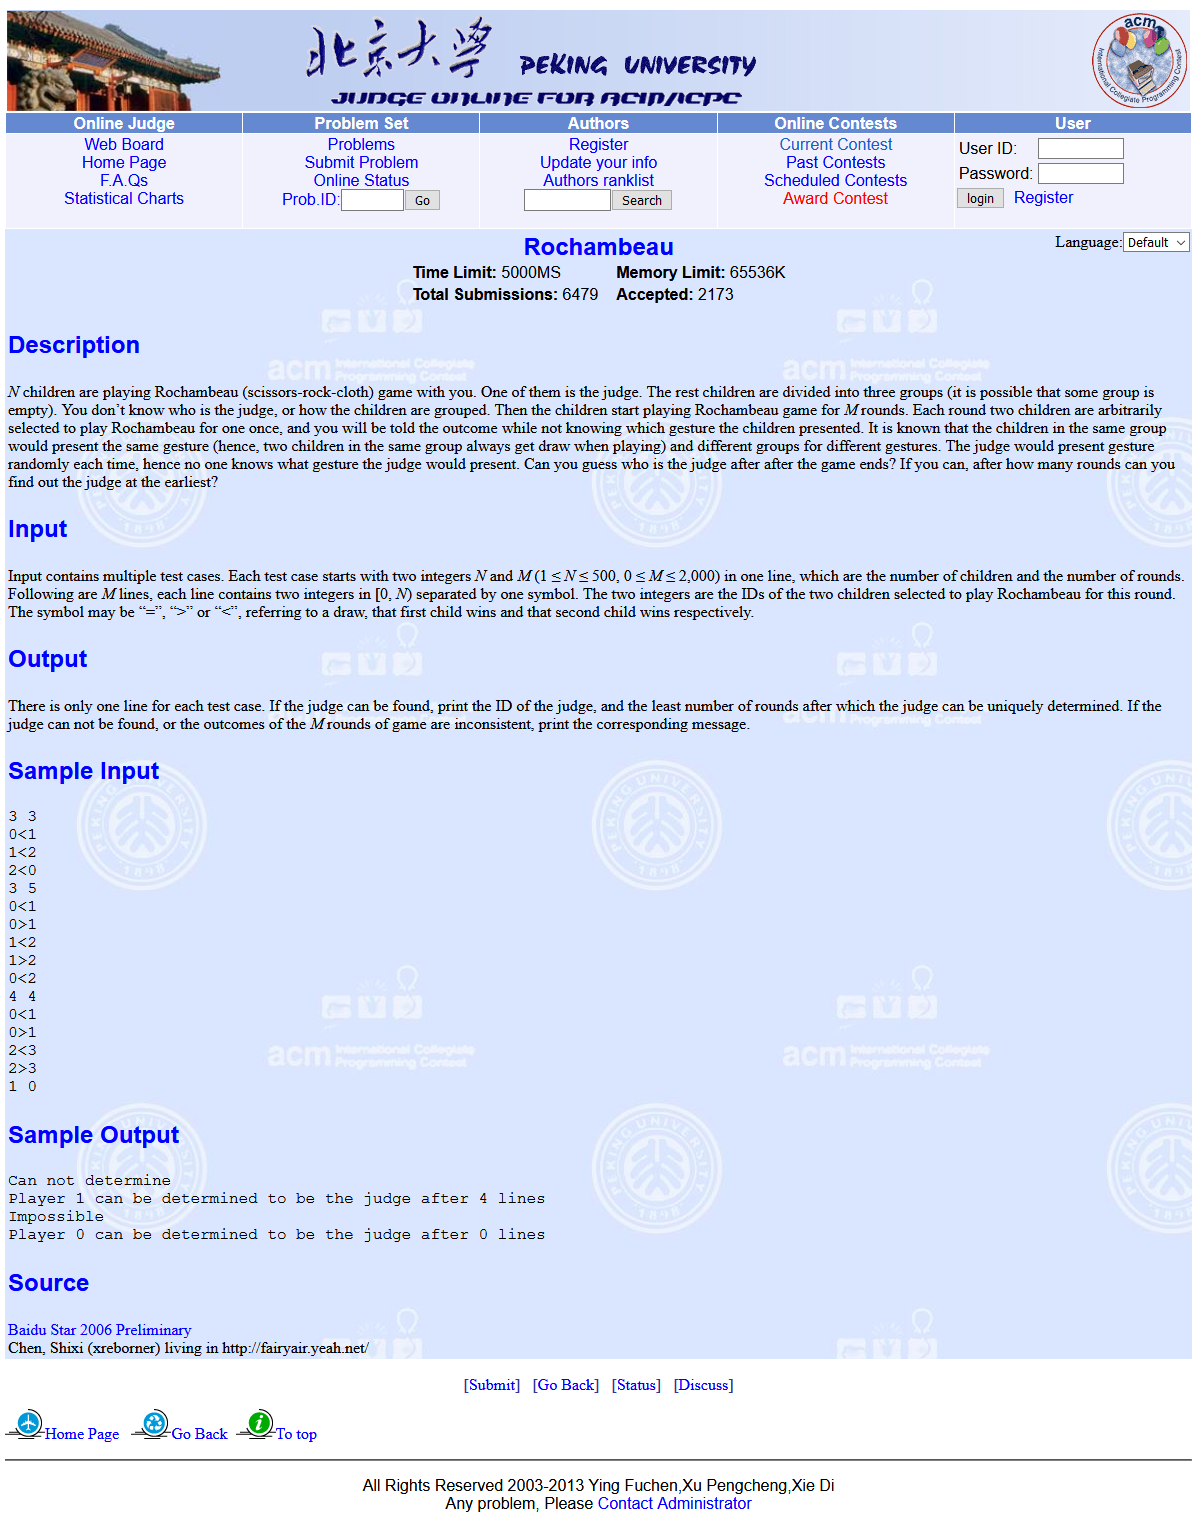 北京大學 PEKING UNIVERSITY
JUDGE ONLINE FOR ACM/ICPC
acm
International Collegiate Programming Contest
Online Judge Problem Set Authors Online Contests User
Web Board Problems Register Current Contest User ID:
Home Page Submit Problem Update your info Past Contests Password:
F.A.Qs Online Status Authors ranklist Scheduled Contests
Statistical Charts Prob.ID: Go Search Award Contest login Register
Language: Default
Rochambeau
Time Limit: 5000MS Memory Limit: 65536K
Total Submissions: 6479 Accepted: 2173
Description
N children are playing Rochambeau (scissors-rock-cloth) game with you. One of them is the judge. The rest children are divided into three groups (it is possible that some group is
empty). You don’t know who is the judge, or how the children are grouped. Then the children start playing Rochambeau game for M rounds. Each round two children are arbitrarily
selected to play Rochambeau for one once, and you will be told the outcome while not knowing which gesture the children presented. It is known that the children in the same group
would present the same gesture (hence, two children in the same group always get draw when playing) and different groups for different gestures. The judge would present gesture
randomly each time, hence no one knows what gesture the judge would present. Can you guess who is the judge after after the game ends? If you can, after how many rounds can you
find out the judge at the earliest?
Input
Input contains multiple test cases. Each test case starts with two integers N and M (1 ≤ N ≤ 500, 0 ≤ M ≤ 2,000) in one line, which are the number of children and the number of rounds.
Following are M lines, each line contains two integers in [0, N) separated by one symbol. The two integers are the IDs of the two children selected to play Rochambeau for this round.
The symbol may be “=”, “>” or “<”, referring to a draw, that first child wins and that second child wins respectively.
Output
There is only one line for each test case. If the judge can be found, print the ID of the judge, and the least number of rounds after which the judge can be uniquely determined. If the
judge can not be found, or the outcomes of the M rounds of game are inconsistent, print the corresponding message.
Sample Input
3 3
0<1
1<2
2<0
3 5
0<1
0>1
1<2
1>2
0<2
4 4
0<1
0>1
2<3
2>3
1 0
Sample Output
Can not determine
Player 1 can be determined to be the judge after 4 lines
Impossible
Player 0 can be determined to be the judge after 0 lines
Source
Baidu Star 2006 Preliminary
Chen, Shixi (xreborner) living in http://fairyair.yeah.net/
[Submit] [Go Back] [Status] [Discuss]
Home Page Go Back To top
All Rights Reserved 2003-2013 Ying Fuchen,Xu Pengcheng,Xie Di
Any problem, Please Contact Administrator